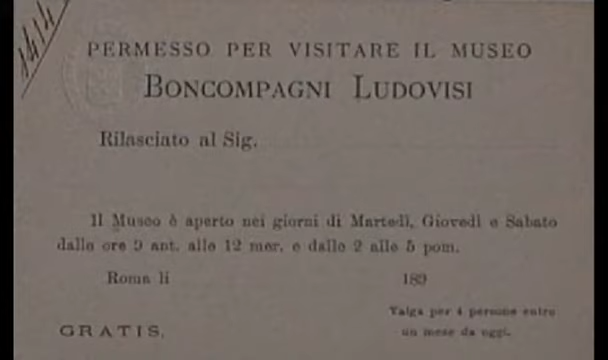 1414
PERMESSO PER VISITARE IL MUSEO
BONCOMPAGNI LUDOVISI
Rilasciato al Sig.
Il Museo è aperto nei giorni di Martedì, Giovedì e Sabato
dalle ore 9 ant. alle 12 mer. e dalle 2 alle 5 pom.
Roma li 189
Valga per 4 persone entro
GRATIS. un mese da oggi.